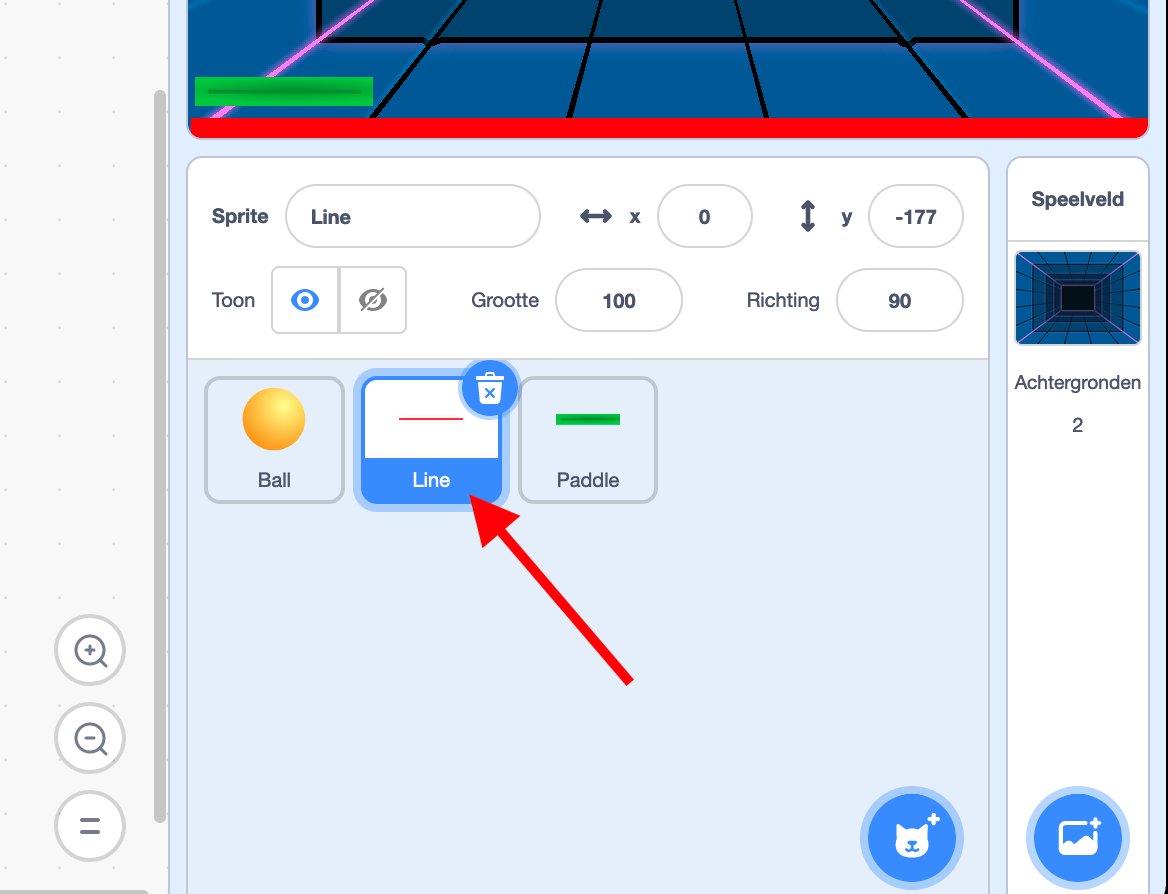 Sprite Line x 0 y -177
Toon Grootte 100 Richting 90
Ball Line Paddle
Speelveld
Achtergronden
2